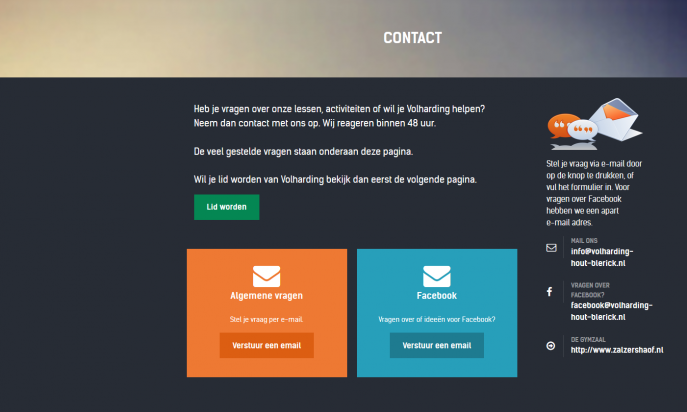 CONTACT
Heb je vragen over onze lessen, activiteiten of wil je Volharding helpen?
Neem dan contact met ons op. Wij reageren binnen 48 uur.
De veel gestelde vragen staan onderaan deze pagina.
Wil je lid worden van Volharding bekijk dan eerst de volgende pagina.
Lid worden
Algemene vragen
Stel je vraag per e-mail.
Verstuur een email
Facebook
Vragen over of ideeën voor Facebook?
Verstuur een email
Stel je vraag via e-mail door
op de knop te drukken, of
vul het formulier in. Voor
vragen over Facebook
hebben we een apart
e-mail adres.
MAIL ONS
info@volharding-
hout-blerick.nl
VRAGEN OVER
FACEBOOK?
facebook@volharding-
hout-blerick.nl
DE GYMZAAL
http://www.zalzershaof.nl